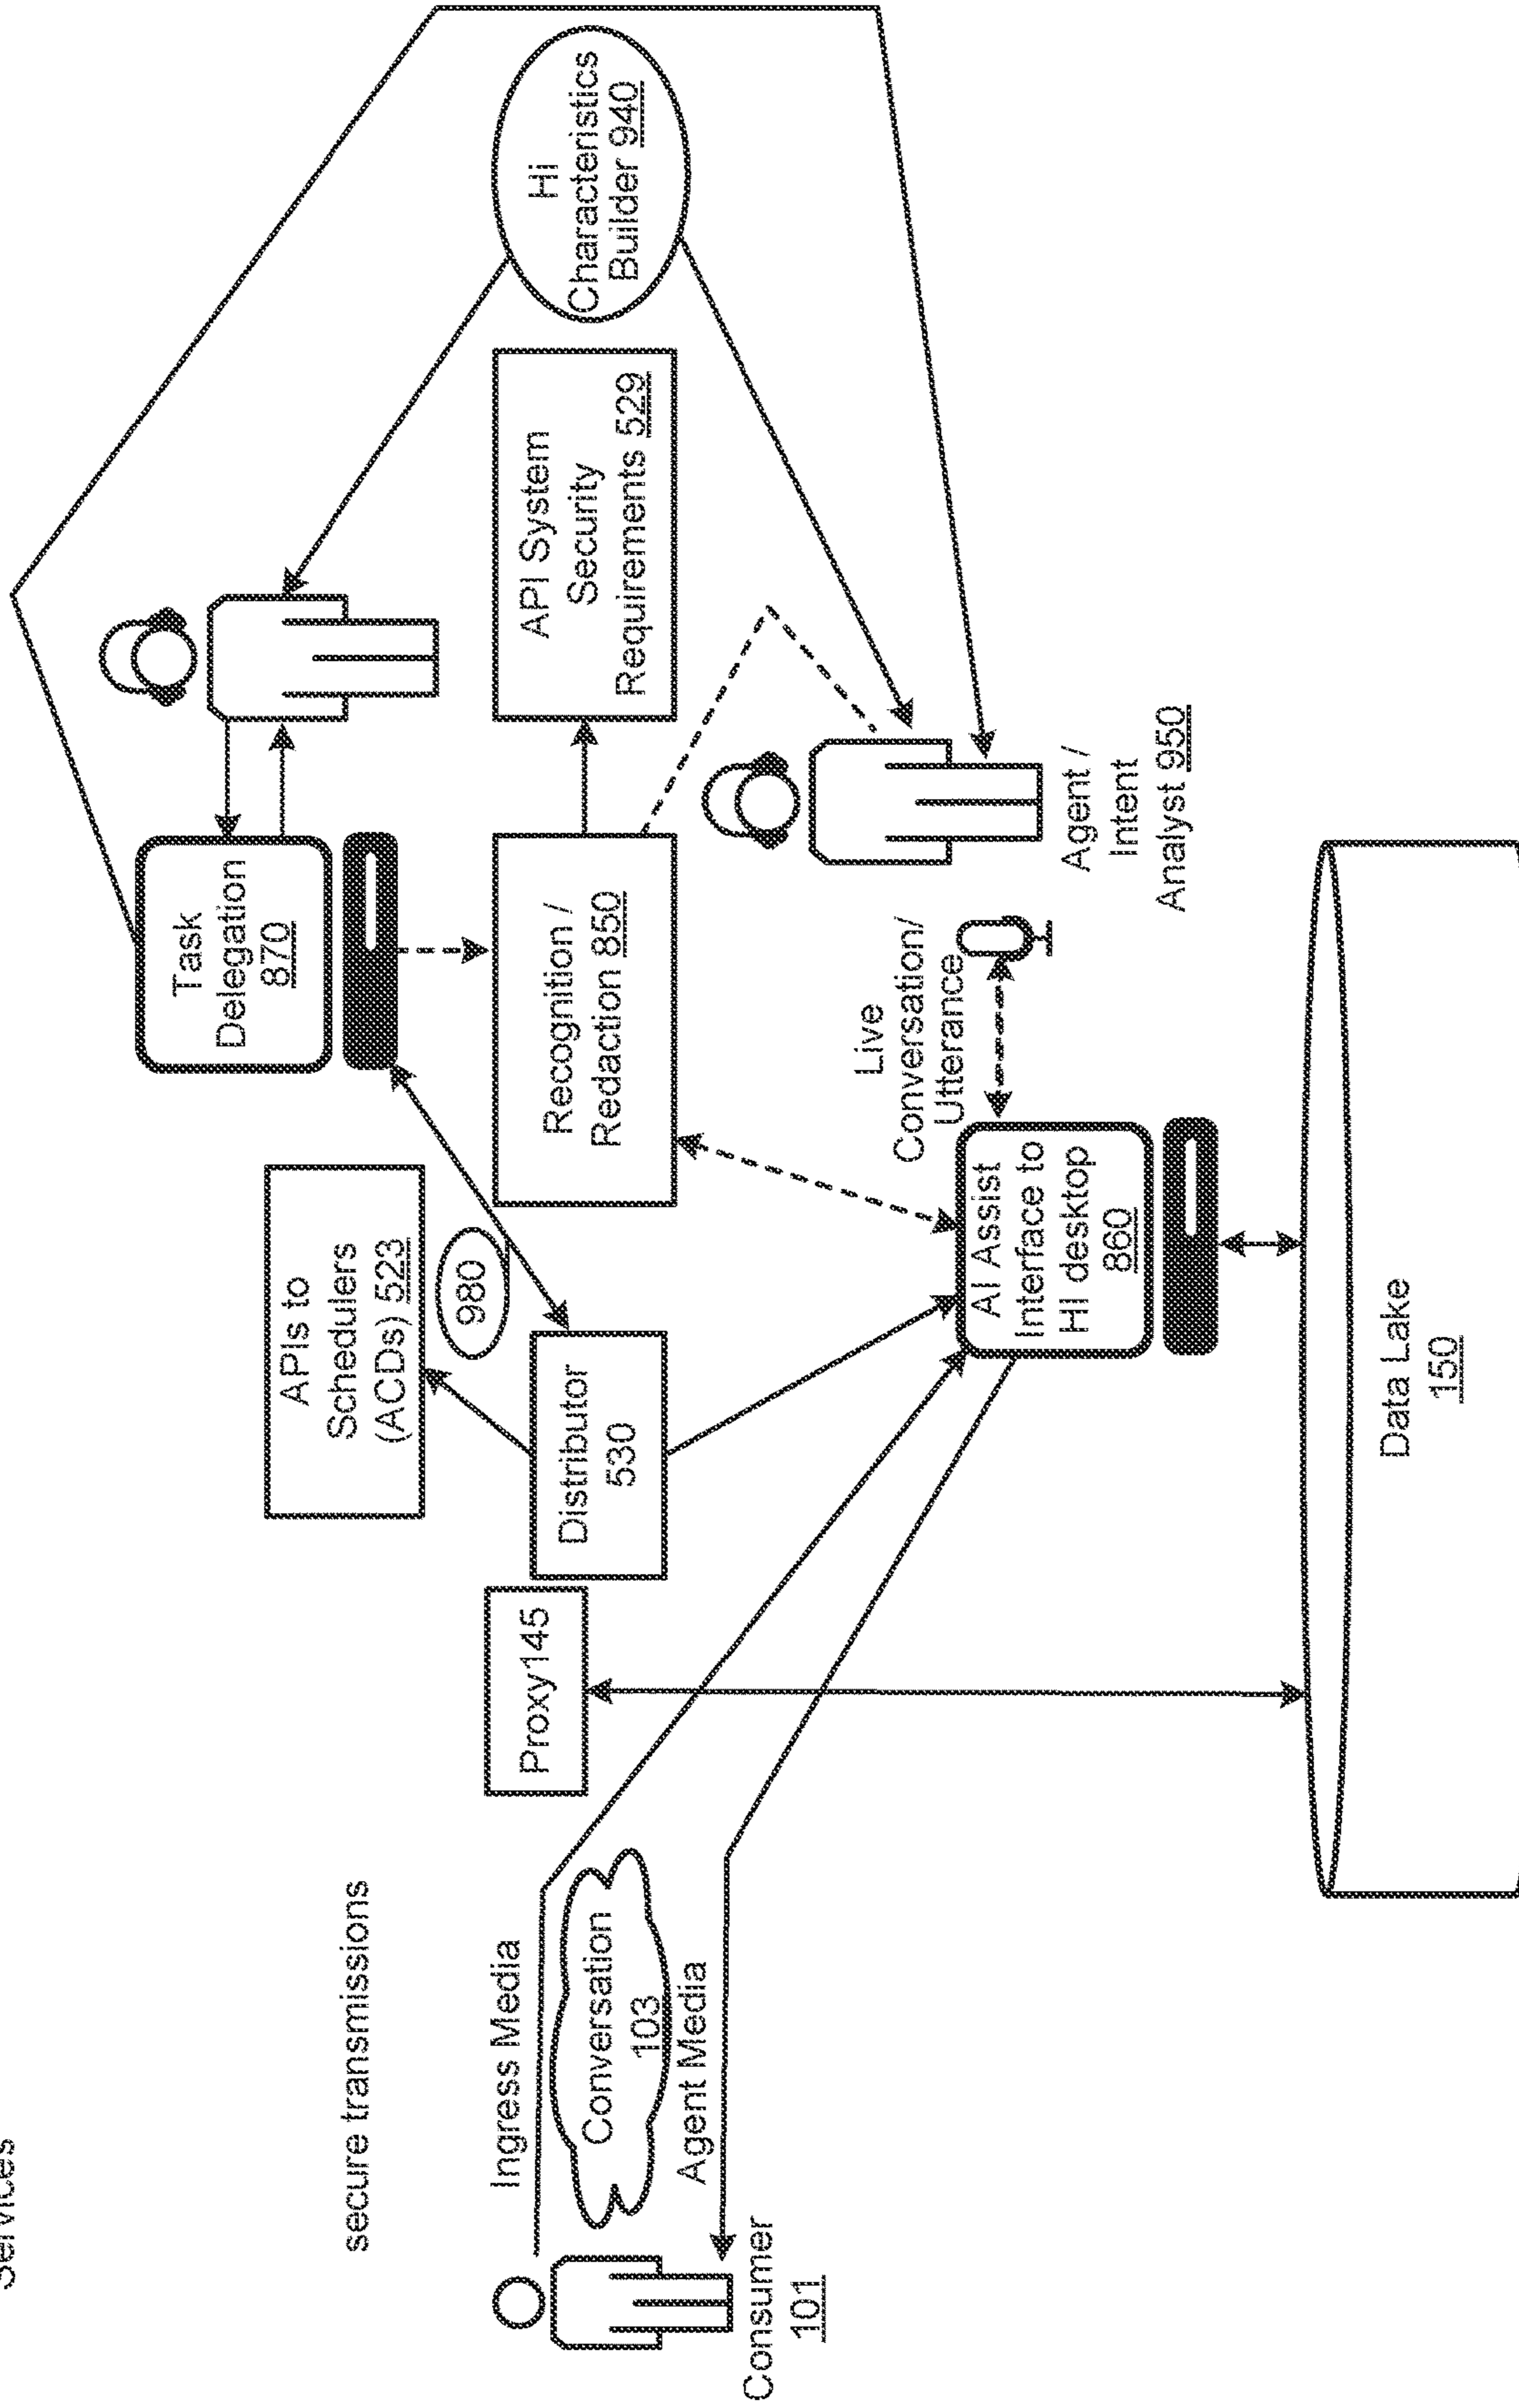 Services
secure transmissions
Ingress Media
Conversation
103
Agent Media
Consumer
101
Proxy145
APIs to
Schedulers
(ACDs) 523
980
Distributor
530
Task
Delegation
870
Recognition /
Redaction 850
API System
Security
Requirements 529
HI
Characteristics
Builder 940
Live
Conversation/
Utterance
AI Assist
Interface to
HI desktop
860
Agent /
Intent
Analyst 950
Data Lake
150